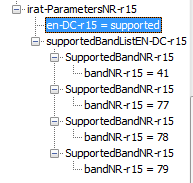 irat-ParametersNR-r15
en-DC-r15 = supported
supportedBandListEN-DC-r15
SupportedBandNR-r15
bandNR-r15 = 41
SupportedBandNR-r15
bandNR-r15 = 77
SupportedBandNR-r15
bandNR-r15 = 78
SupportedBandNR-r15
bandNR-r15 = 79